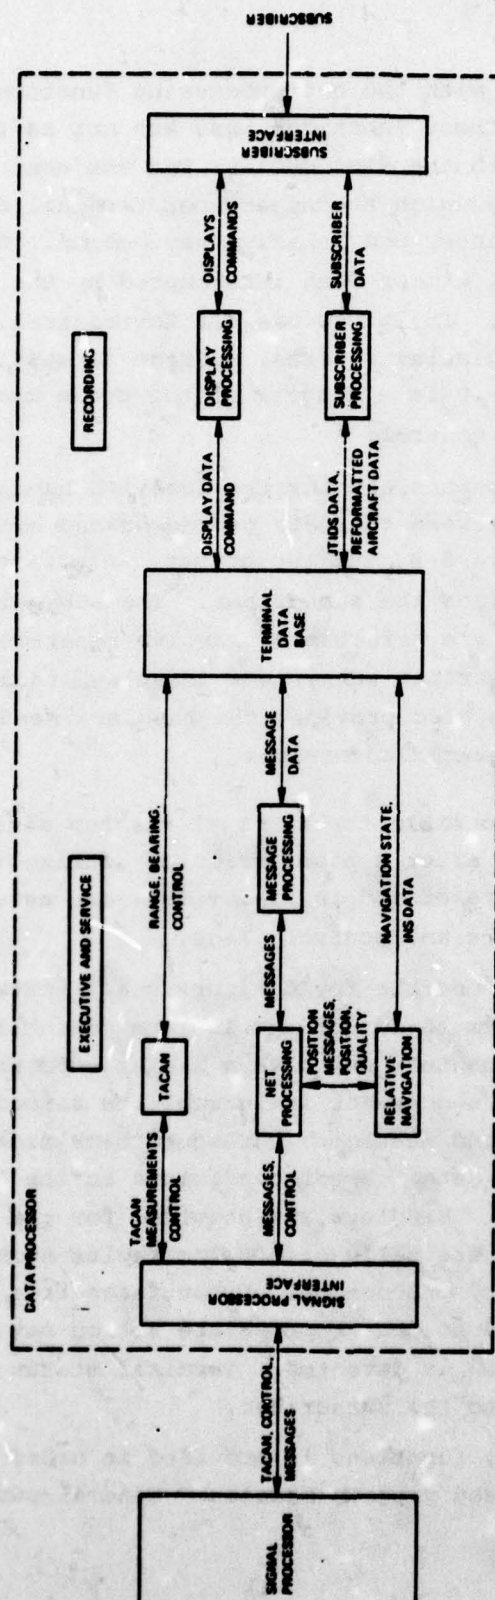 DATA PROCESSOR
EXECUTIVE AND SERVICE
RECORDING
SIGNAL
PROCESSOR
TACAN, CONTROL,
MESSAGES
SIGNAL PROCESSOR
INTERFACE
TACAN
MEASUREMENTS
CONTROL
TACAN
RANGE, BEARING,
CONTROL
MESSAGES,
CONTROL
NET
PROCESSING
MESSAGES
MESSAGE
PROCESSING
MESSAGE
DATA
POSITION
MESSAGES,
POSITION,
QUALITY
RELATIVE
NAVIGATION
NAVIGATION STATE,
INS DATA
TERMINAL
DATA
BASE
DISPLAY DATA
COMMAND
DISPLAY
PROCESSING
DISPLAYS
COMMANDS
JTIDS DATA,
REFORMATTED
AIRCRAFT DATA
SUBSCRIBER
PROCESSING
SUBSCRIBER
DATA
SUBSCRIBER
INTERFACE
SUBSCRIBER